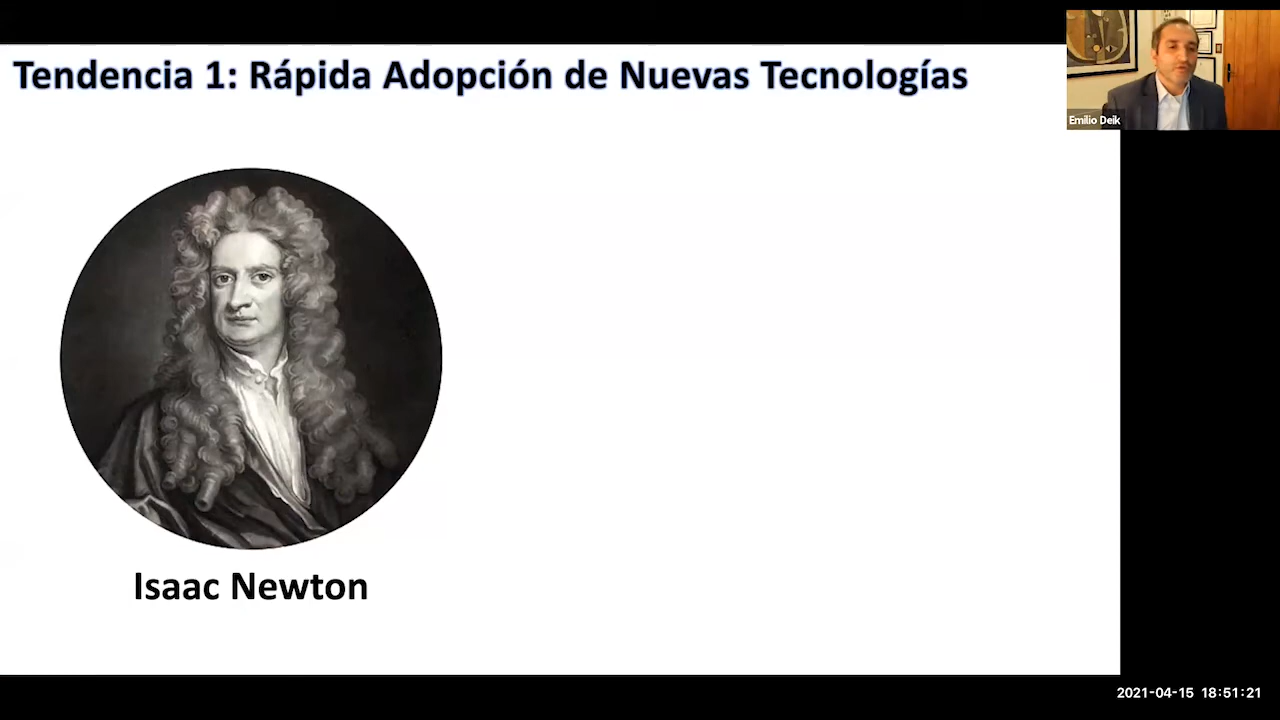 Tendencia 1: Rápida Adopción de Nuevas Tecnologías
Emilio Deik
Isaac Newton
2021-04-15 18:51:21